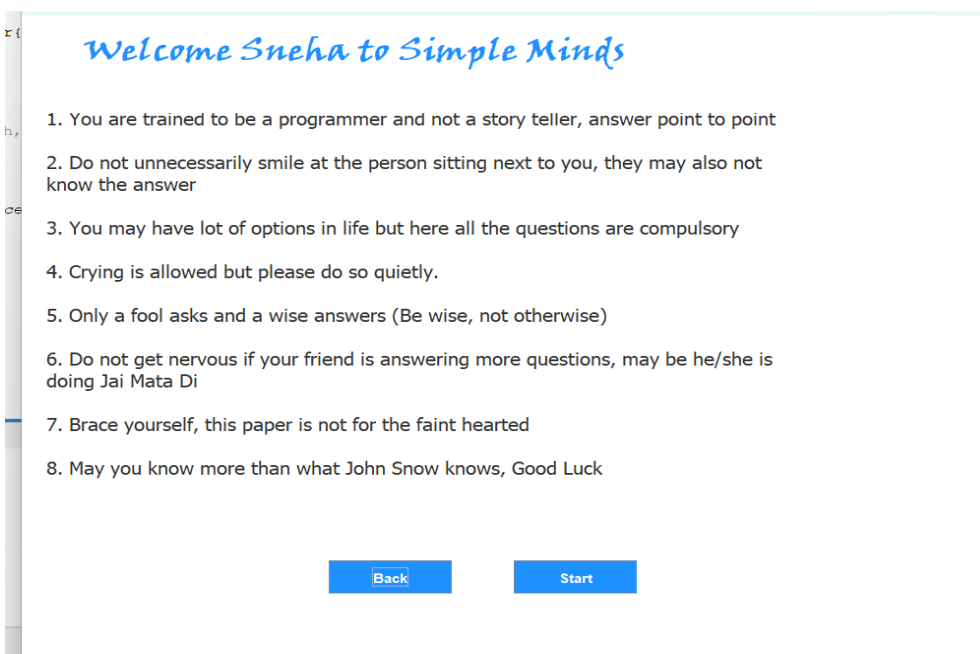 r{
Welcome Sneha to Simple Minds
1. You are trained to be a programmer and not a story teller, answer point to point
h,
2. Do not unnecessarily smile at the person sitting next to you, they may also not
know the answer
ce
3. You may have lot of options in life but here all the questions are compulsory
4. Crying is allowed but please do so quietly.
5. Only a fool asks and a wise answers (Be wise, not otherwise)
6. Do not get nervous if your friend is answering more questions, may be he/she is
doing Jai Mata Di
7. Brace yourself, this paper is not for the faint hearted
8. May you know more than what John Snow knows, Good Luck
Back
Start